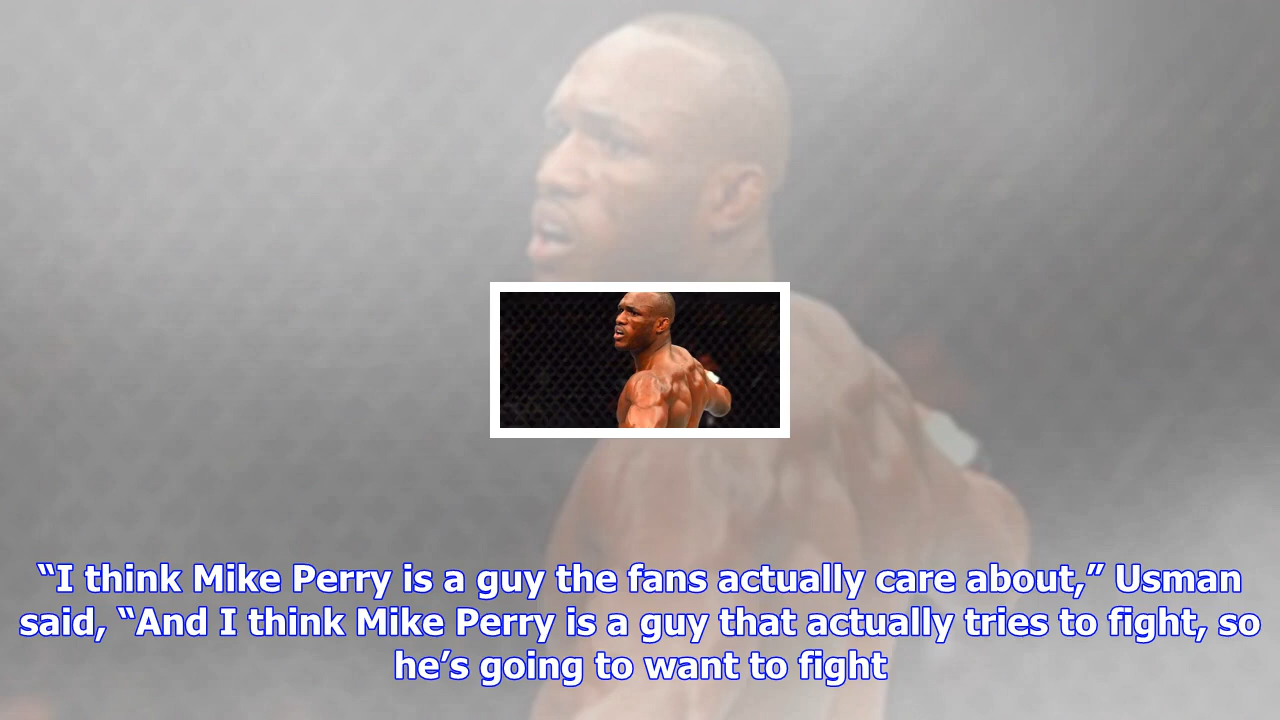 “I think Mike Perry is a guy the fans actually care about,” Usman
said, “And I think Mike Perry is a guy that actually tries to fight, so
he’s going to want to fight